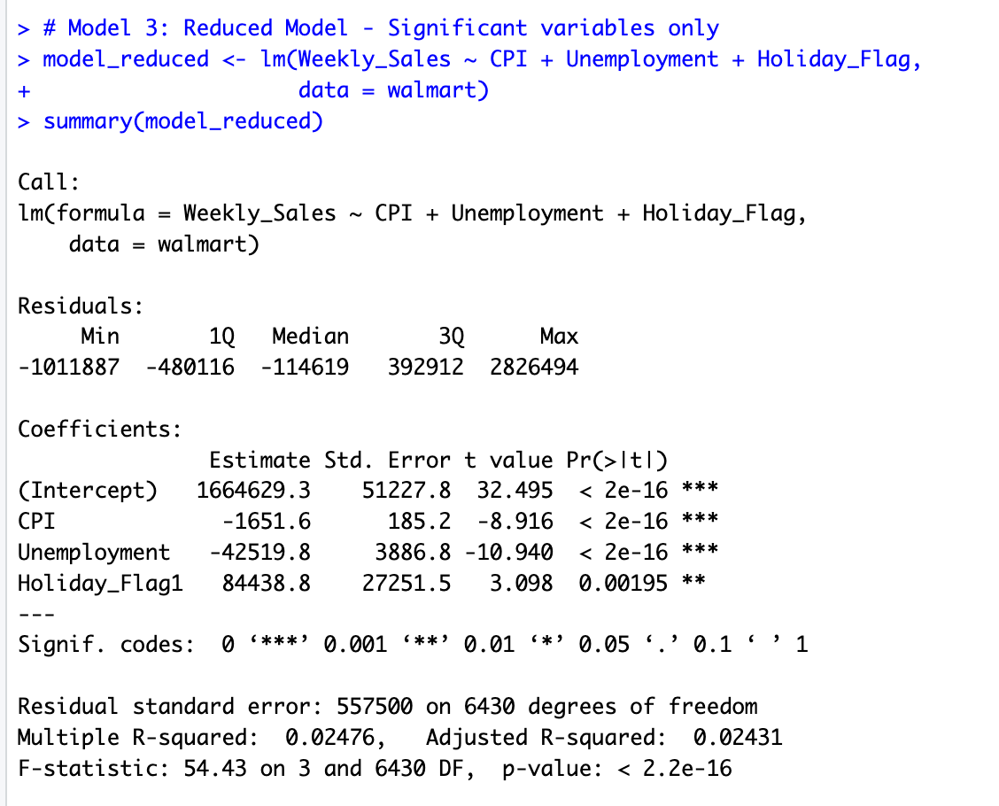 > # Model 3: Reduced Model - Significant variables only
> model_reduced <- lm(Weekly_Sales ~ CPI + Unemployment + Holiday_Flag,
+                     data = walmart)
> summary(model_reduced)

Call:
lm(formula = Weekly_Sales ~ CPI + Unemployment + Holiday_Flag,
    data = walmart)

Residuals:
     Min       1Q   Median       3Q      Max
-1011887  -480116  -114619   392912  2826494

Coefficients:
               Estimate Std. Error t value Pr(>|t|)
(Intercept)   1664629.3    51227.8  32.495  < 2e-16 ***
CPI             -1651.6      185.2  -8.916  < 2e-16 ***
Unemployment   -42519.8     3886.8 -10.940  < 2e-16 ***
Holiday_Flag1   84438.8    27251.5   3.098  0.00195 **
---
Signif. codes:  0 ‘***’ 0.001 ‘**’ 0.01 ‘*’ 0.05 ‘.’ 0.1 ‘ ’ 1

Residual standard error: 557500 on 6430 degrees of freedom
Multiple R-squared:  0.02476,   Adjusted R-squared:  0.02431
F-statistic: 54.43 on 3 and 6430 DF,  p-value: < 2.2e-16